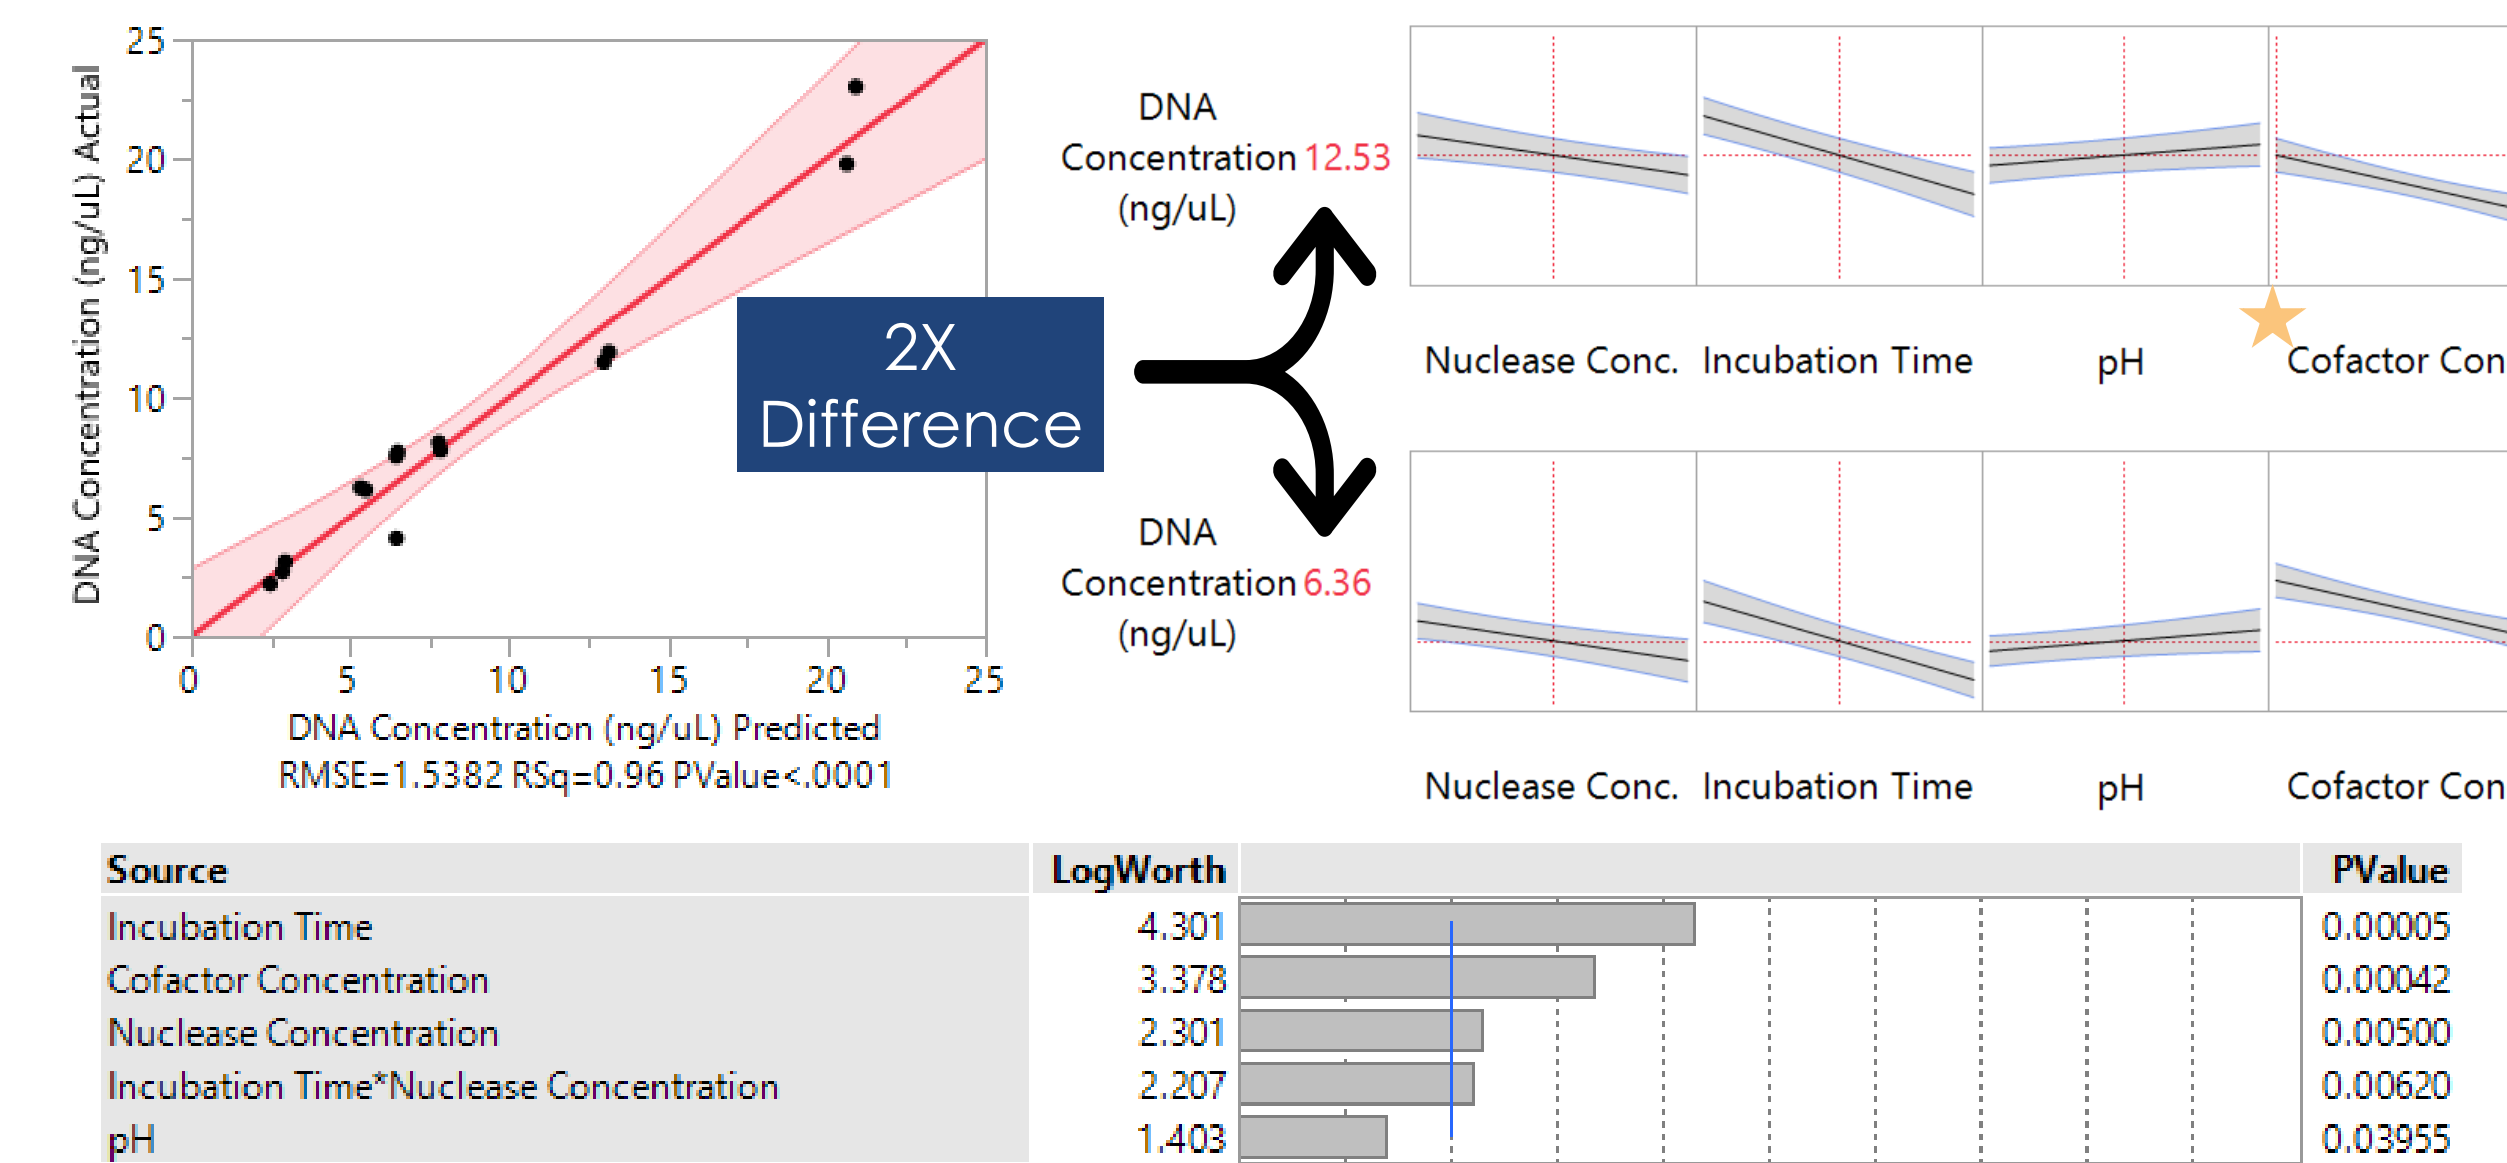 DNA Concentration (ng/uL) Actual
25
20
15
10
5
0
0 5 10 15 20 25
DNA Concentration (ng/uL) Predicted
RMSE=1.5382 RSq=0.96 PValue<.0001
2X
Difference
DNA
Concentration 12.53
(ng/uL)
Nuclease Conc. Incubation Time pH Cofactor Con
DNA
Concentration 6.36
(ng/uL)
Nuclease Conc. Incubation Time pH Cofactor Con
Source LogWorth PValue
Incubation Time 4.301 0.00005
Cofactor Concentration 3.378 0.00042
Nuclease Concentration 2.301 0.00500
Incubation Time*Nuclease Concentration 2.207 0.00620
pH 1.403 0.03955